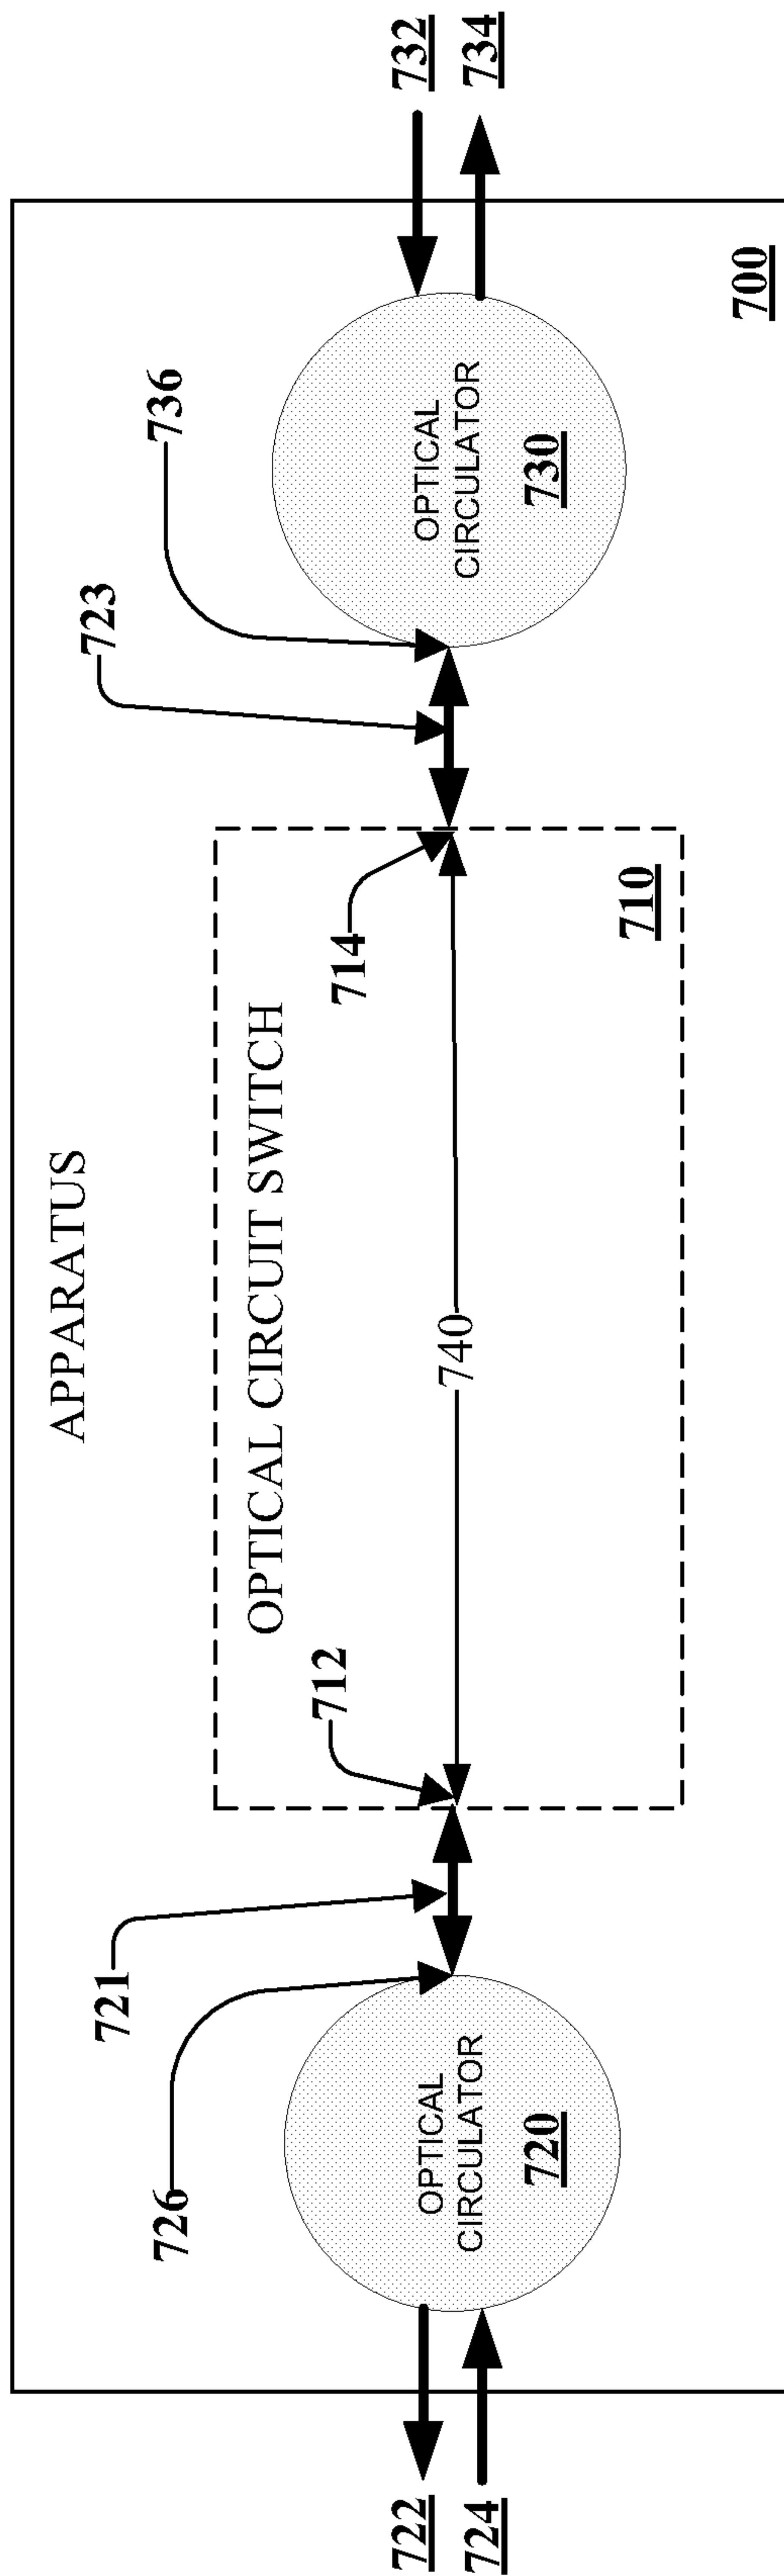 APPARATUS
700
OPTICAL CIRCUIT SWITCH
710
712
714
740
721
723
726
736
OPTICAL
CIRCULATOR
720
OPTICAL
CIRCULATOR
730
722
724
732
734